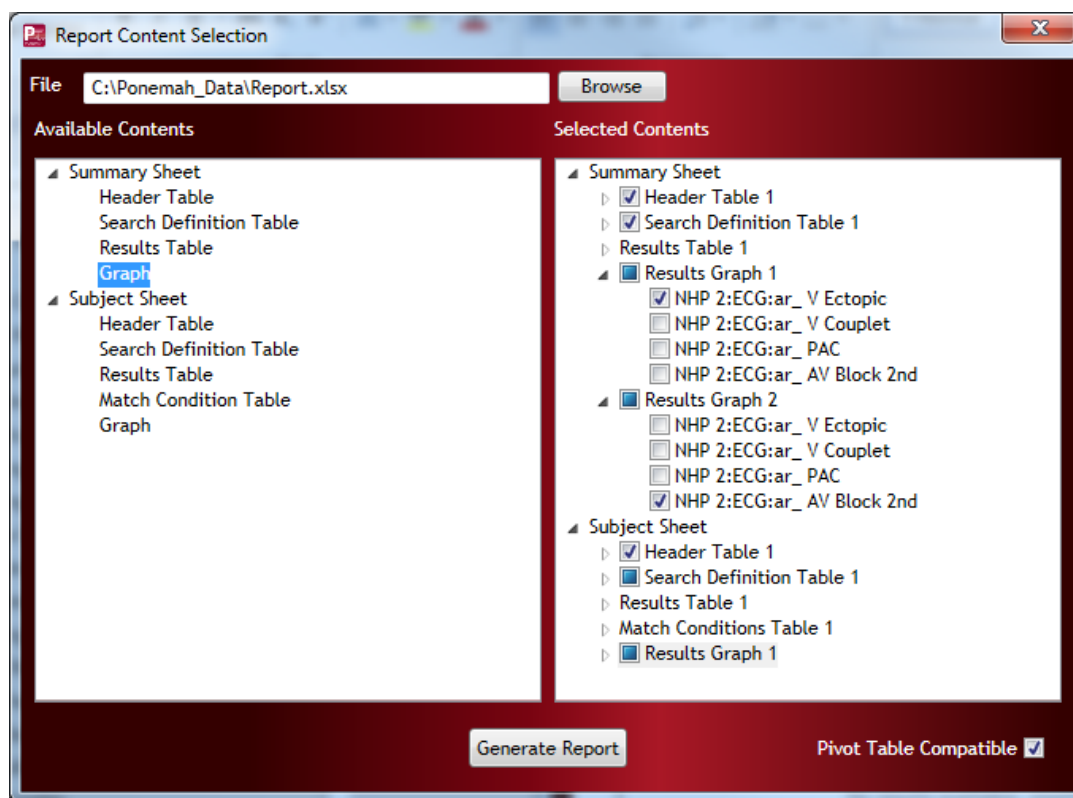 Report Content Selection
File C:\Ponemah_Data\Report.xlsx Browse
Available Contents
Summary Sheet
Header Table
Search Definition Table
Results Table
Graph
Subject Sheet
Header Table
Search Definition Table
Results Table
Match Condition Table
Graph
Selected Contents
Summary Sheet
Header Table 1
Search Definition Table 1
Results Table 1
Results Graph 1
NHP 2:ECG:ar_ V Ectopic
NHP 2:ECG:ar_ V Couplet
NHP 2:ECG:ar_ PAC
NHP 2:ECG:ar_ AV Block 2nd
Results Graph 2
NHP 2:ECG:ar_ V Ectopic
NHP 2:ECG:ar_ V Couplet
NHP 2:ECG:ar_ PAC
NHP 2:ECG:ar_ AV Block 2nd
Subject Sheet
Header Table 1
Search Definition Table 1
Results Table 1
Match Conditions Table 1
Results Graph 1
Generate Report
Pivot Table Compatible